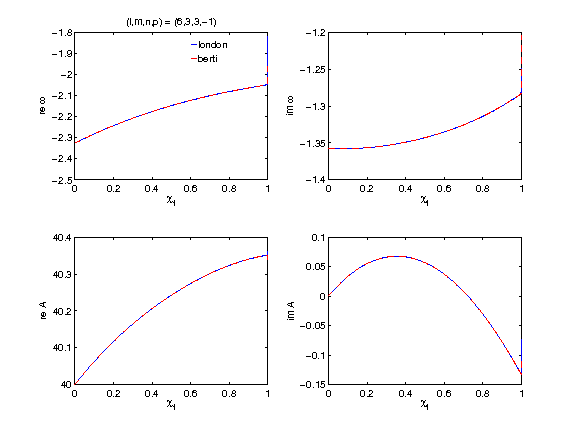 (l,m,n,p) = (6,3,3,−1)
london
berti
re ω
−1.8
−1.9
−2
−2.1
−2.2
−2.3
−2.4
−2.5
0 0.2 0.4 0.6 0.8 1
χf
im ω
−1.2
−1.3
−1.35
−1.4
0 0.2 0.4 0.6 0.8 1
χf
re A
40.4
40.3
40.2
40.1
40
0 0.2 0.4 0.6 0.8 1
χf
im A
0.1
0.05
0
−0.05
−0.1
−0.15
0 0.2 0.4 0.6 0.8 1
χf